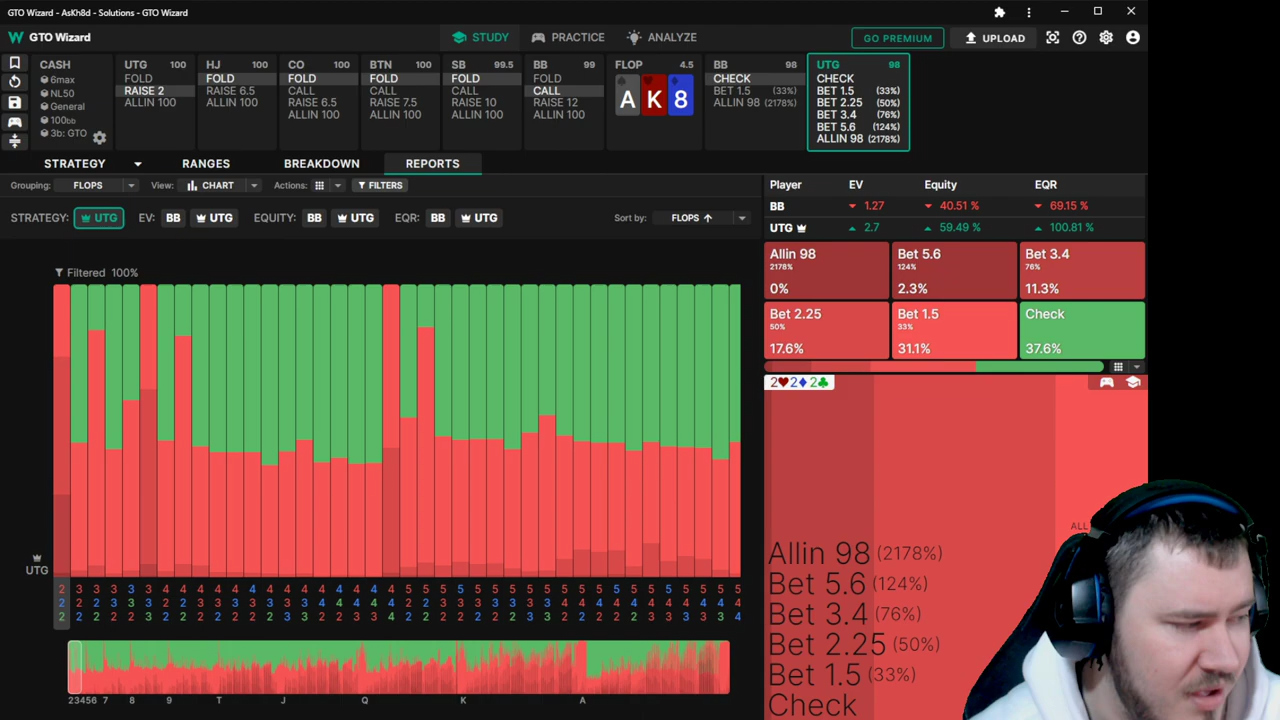 GTO Wizard - AsKh8d - Solutions - GTO Wizard
GTO Wizard
STUDY
PRACTICE
ANALYZE
GO PREMIUM
UPLOAD
CASH
6max
NL50
General
100bb
3b: GTO
UTG 100
FOLD
RAISE 2
ALLIN 100
HJ 100
FOLD
RAISE 6.5
ALLIN 100
CO 100
FOLD
CALL
RAISE 6.5
ALLIN 100
BTN 100
FOLD
CALL
RAISE 7.5
ALLIN 100
SB 99.5
FOLD
CALL
RAISE 10
ALLIN 100
BB 99
FOLD
CALL
RAISE 12
ALLIN 100
FLOP 4.5
A K 8
BB 98
CHECK
BET 1.5 (33%)
ALLIN 98 (2178%)
UTG 98
CHECK
BET 1.5 (33%)
BET 2.25 (50%)
BET 3.4 (76%)
BET 5.6 (124%)
ALLIN 98 (2178%)
STRATEGY
RANGES
BREAKDOWN
REPORTS
Grouping: FLOPS
View: CHART
Actions:
FILTERS
STRATEGY: UTG
EV: BB UTG
EQUITY: BB UTG
EQR: BB UTG
Sort by: FLOPS
Filtered 100%
UTG
23456 7 8 9 T J Q K A
Player EV Equity EQR
BB 1.27 40.51 % 69.15 %
UTG 2.7 59.49 % 100.81 %
Allin 98
2178%
0%
Bet 5.6
124%
2.3%
Bet 3.4
76%
11.3%
Bet 2.25
50%
17.6%
Bet 1.5
33%
31.1%
Check
37.6%
2♥2♦2♣
ALL
Allin 98 (2178%)
Bet 5.6 (124%)
Bet 3.4 (76%)
Bet 2.25 (50%)
Bet 1.5 (33%)
Check